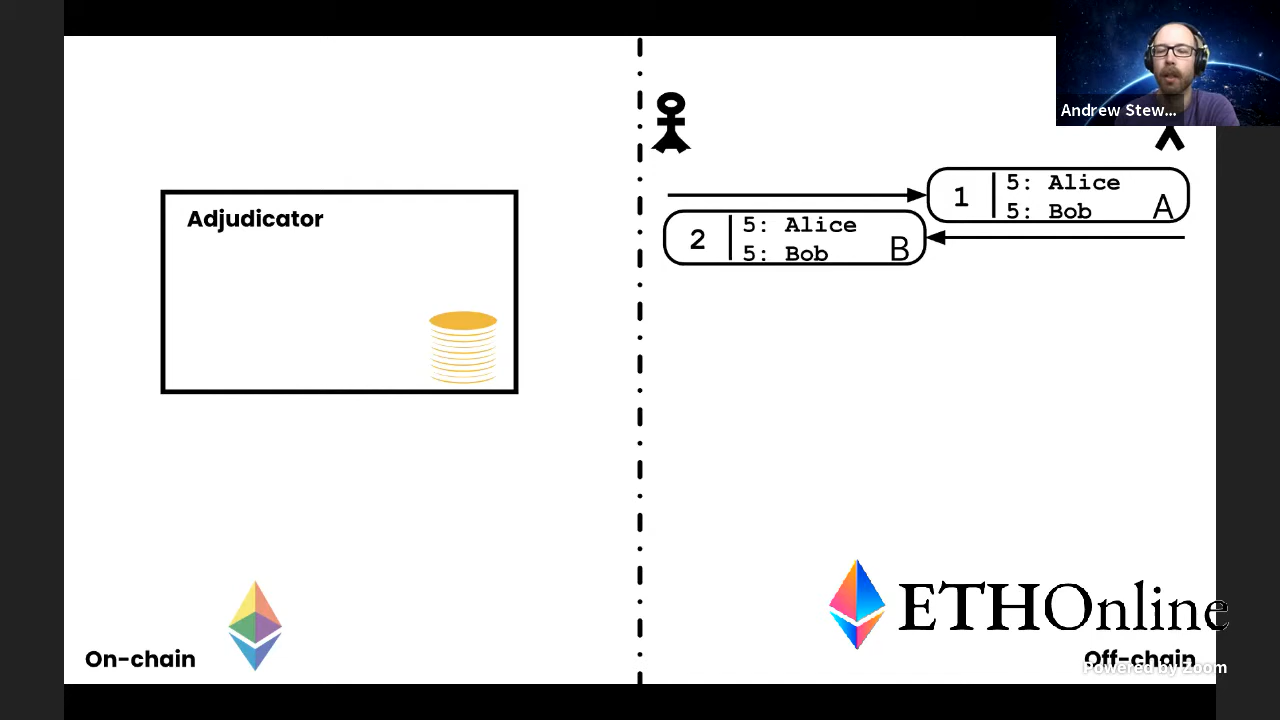 Andrew Stew...
Adjudicator
1
5: Alice
5: Bob
A
2
5: Alice
5: Bob
B
ETHOnline
On-chain
Off-chain
Powered by Zoom